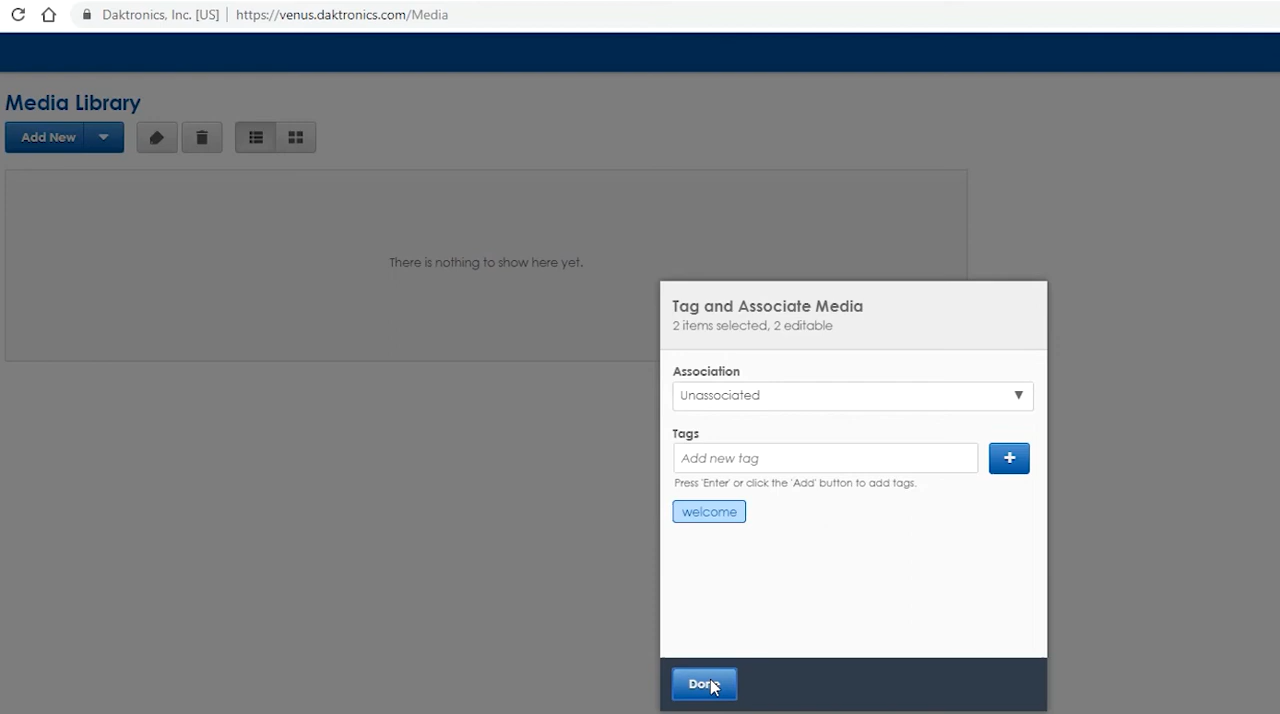 Daktronics, Inc. [US] https://venus.daktronics.com/Media
Media Library
Add New
There is nothing to show here yet.
Tag and Associate Media
2 items selected, 2 editable
Association
Unassociated
Tags
Add new tag
Press 'Enter' or click the 'Add' button to add tags.
welcome
Done